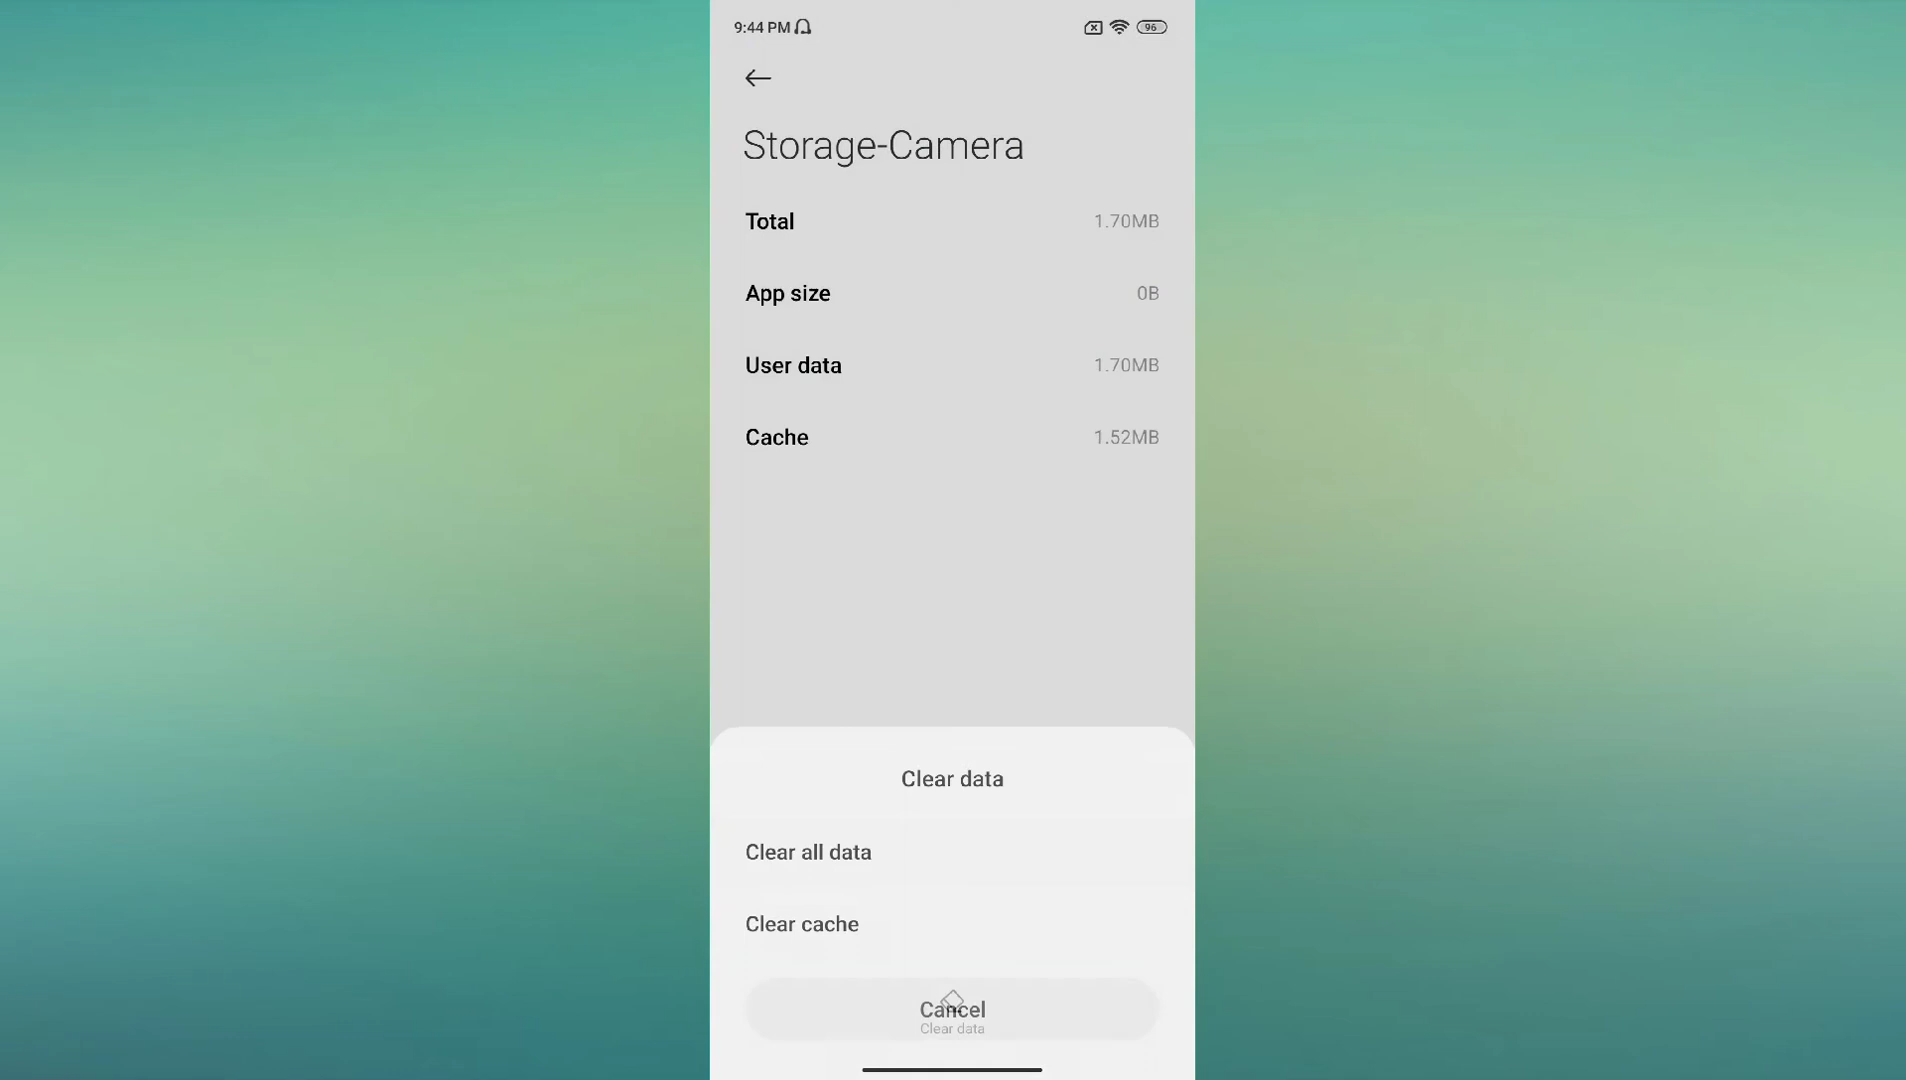 9:44 PM 96
Storage-Camera
Total 1.70MB
App size 0B
User data 1.70MB
Cache 1.52MB
Clear data
Clear all data
Clear cache
Cancel
Clear data